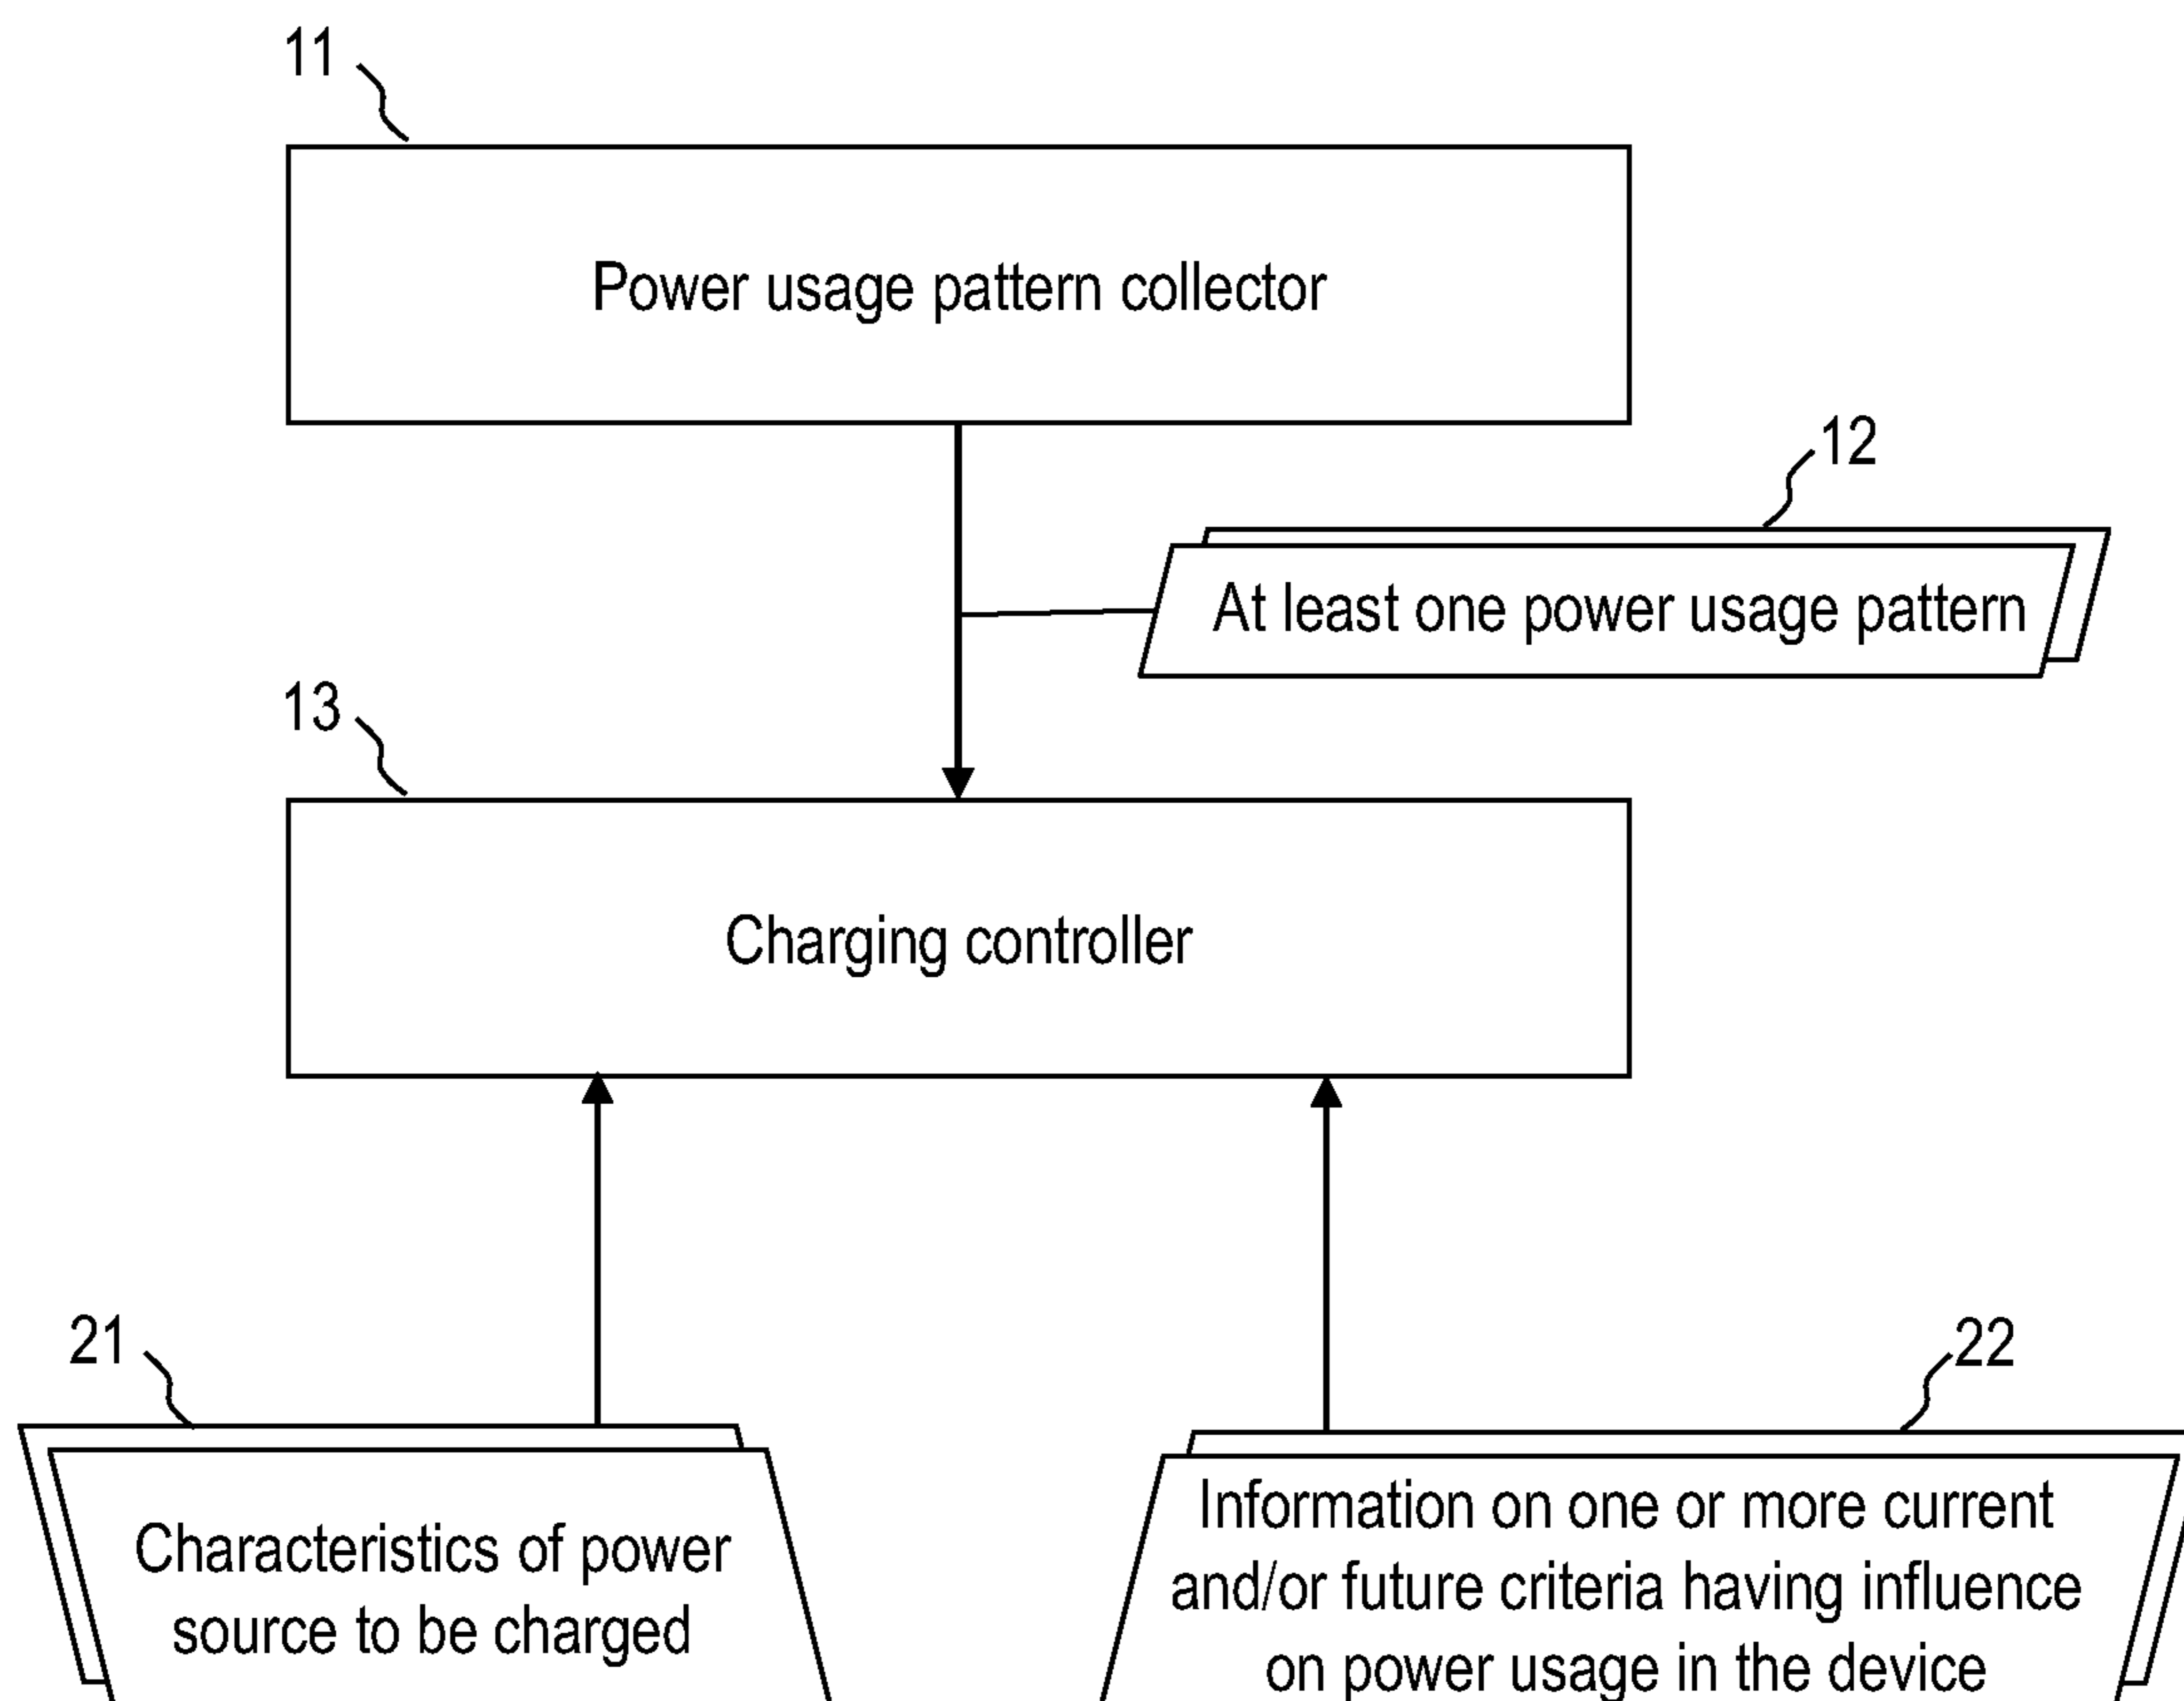 11
Power usage pattern collector
12
At least one power usage pattern
13
Charging controller
21
22
Characteristics of power
source to be charged
Information on one or more current
and/or future criteria having influence
on power usage in the device